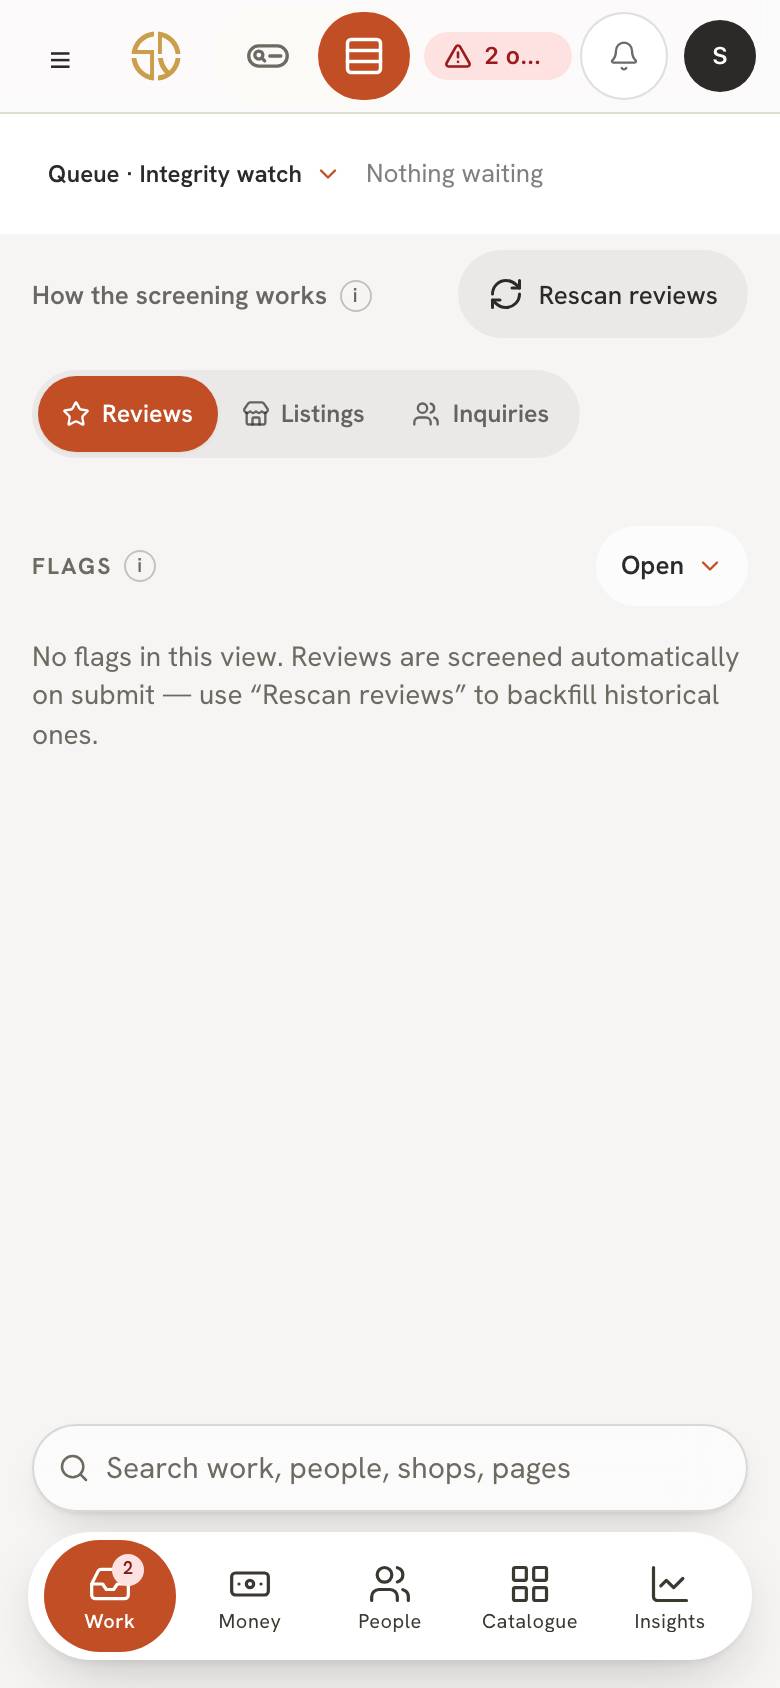 2 o...
S
Queue · Integrity watch
Nothing waiting
How the screening works
i
Rescan reviews
Reviews
Listings
Inquiries
FLAGS
i
Open
No flags in this view. Reviews are screened automatically
on submit — use “Rescan reviews” to backfill historical
ones.
Search work, people, shops, pages
2
Work
Money
People
Catalogue
Insights